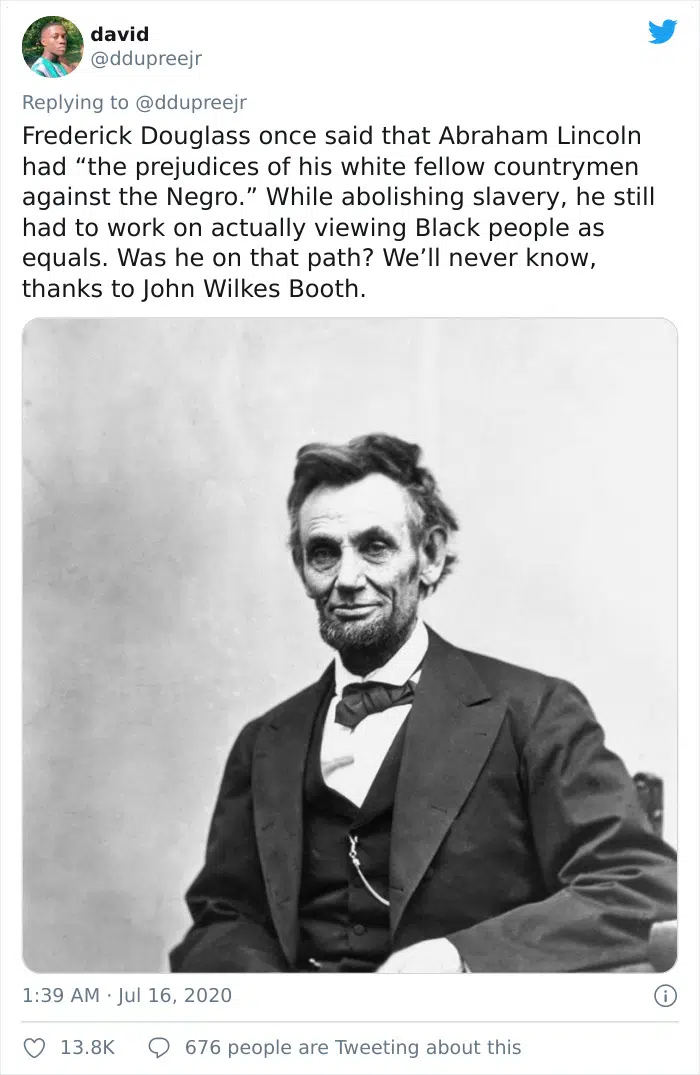 david
@ddupreejr
Replying to @ddupreejr
Frederick Douglass once said that Abraham Lincoln
had “the prejudices of his white fellow countrymen
against the Negro.” While abolishing slavery, he still
had to work on actually viewing Black people as
equals. Was he on that path? We’ll never know,
thanks to John Wilkes Booth.
1:39 AM · Jul 16, 2020
13.8K 676 people are Tweeting about this